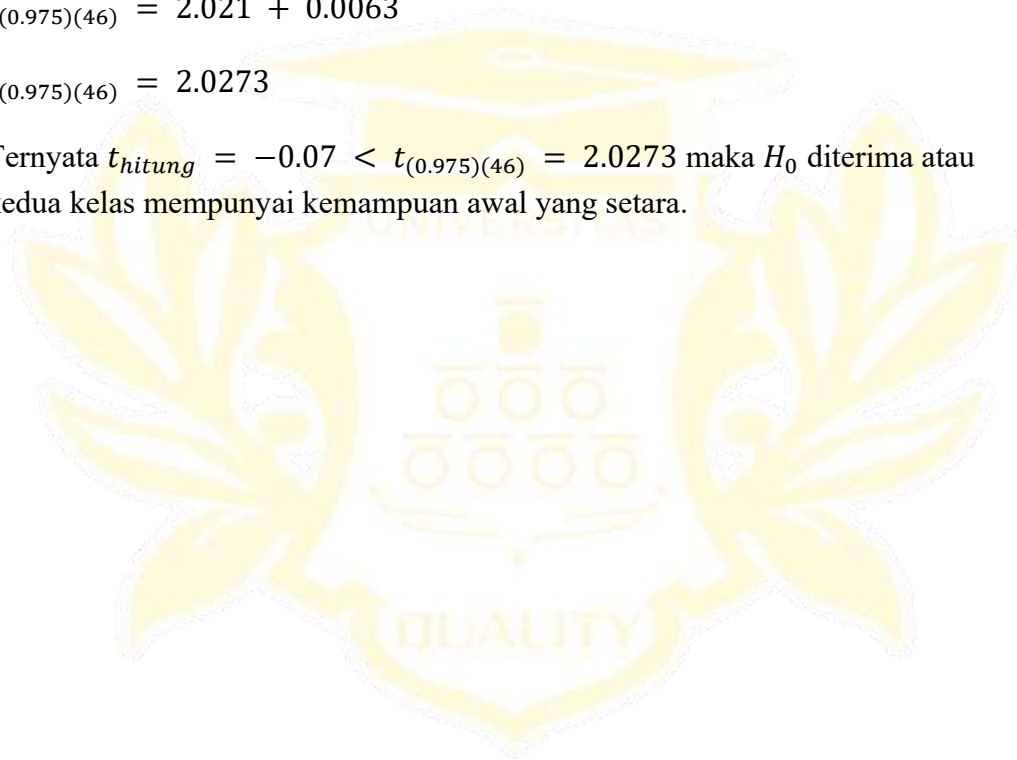 (0.975)(46) = 2.021 + 0.0063
(0.975)(46) = 2.0273
Ternyata t_hitung = −0.07 < t_(0.975)(46) = 2.0273 maka H₀ diterima atau
kedua kelas mempunyai kemampuan awal yang setara.
UNIVERSITAS
QUALITY